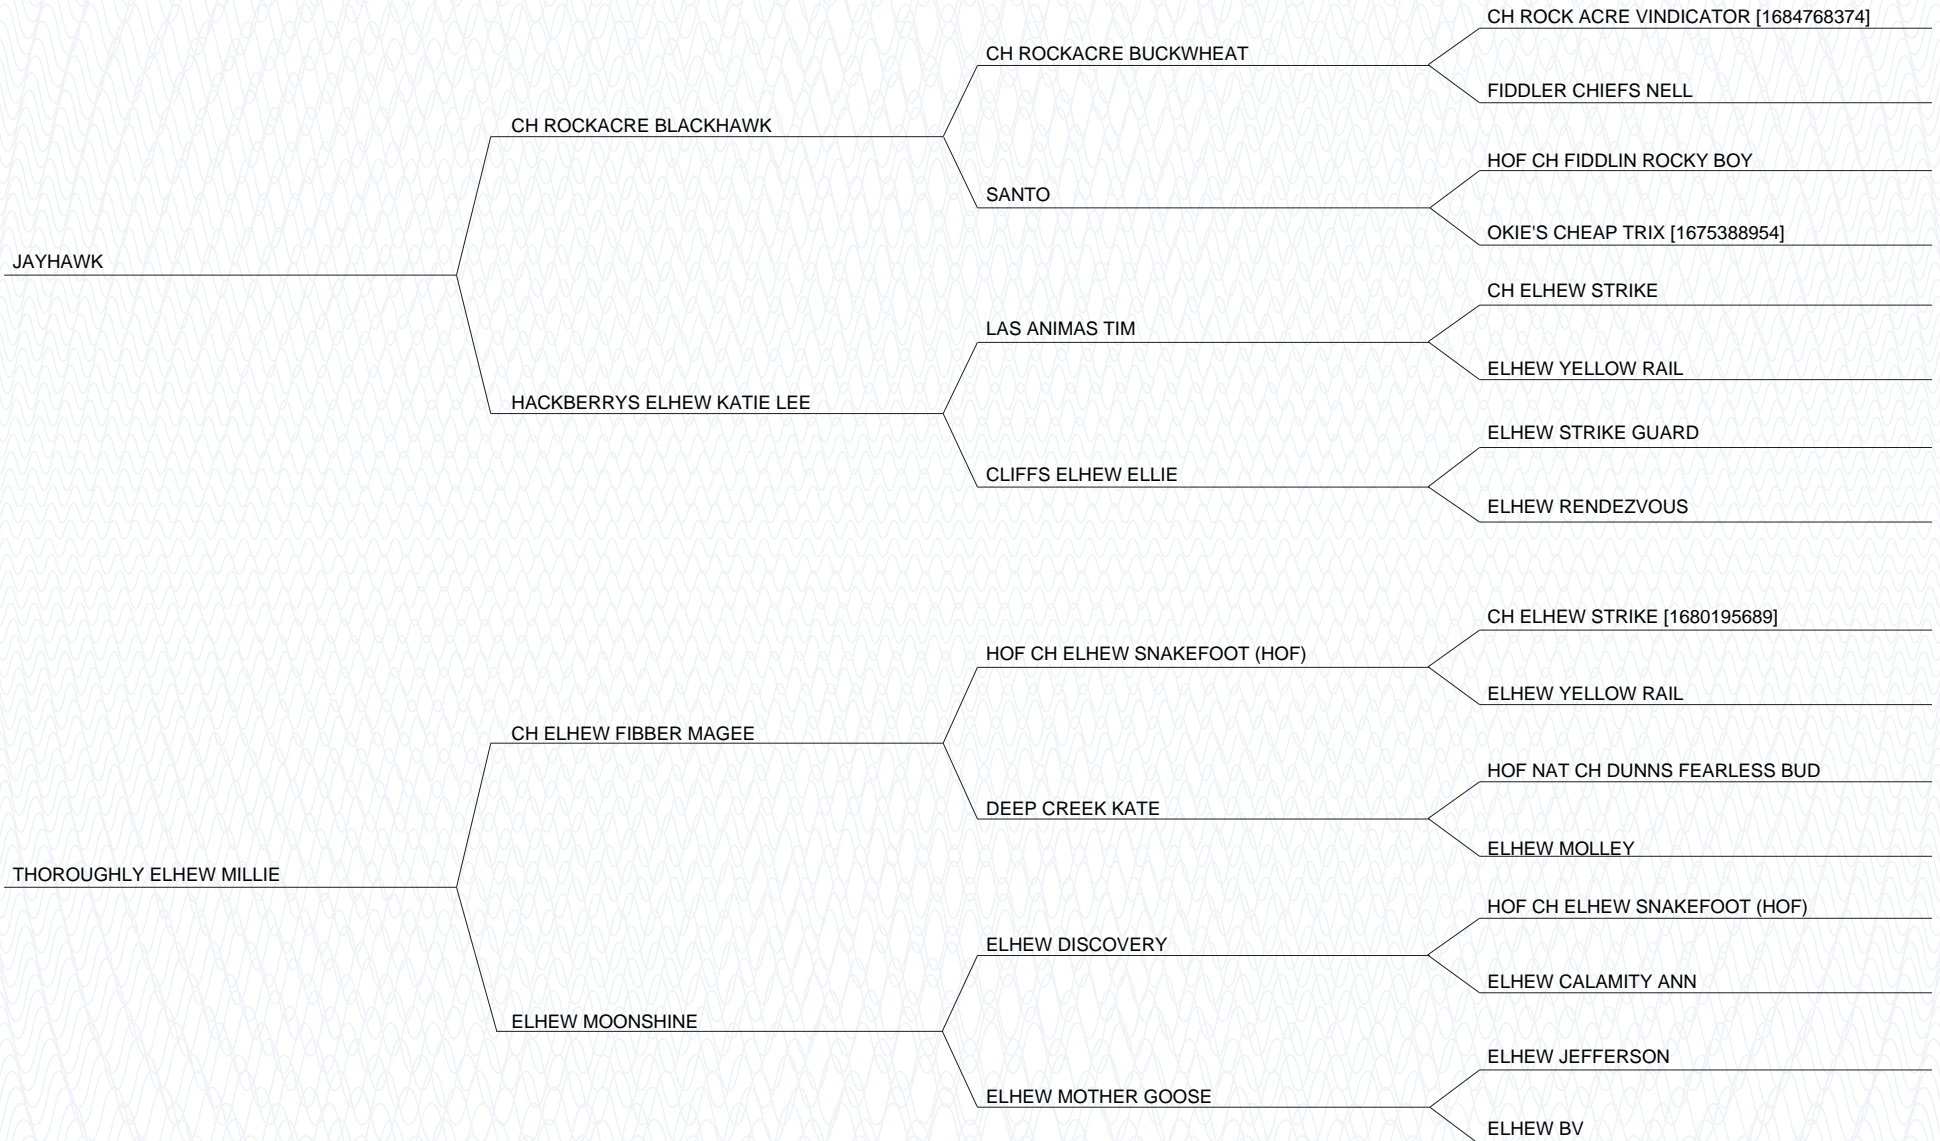 CH ROCK ACRE VINDICATOR [1684768374]
CH ROCKACRE BUCKWHEAT
FIDDLER CHIEFS NELL
CH ROCKACRE BLACKHAWK
HOF CH FIDDLIN ROCKY BOY
SANTO
OKIE'S CHEAP TRIX [1675388954]
JAYHAWK
CH ELHEW STRIKE
LAS ANIMAS TIM
ELHEW YELLOW RAIL
HACKBERRYS ELHEW KATIE LEE
ELHEW STRIKE GUARD
CLIFFS ELHEW ELLIE
ELHEW RENDEZVOUS
CH ELHEW STRIKE [1680195689]
HOF CH ELHEW SNAKEFOOT (HOF)
ELHEW YELLOW RAIL
CH ELHEW FIBBER MAGEE
HOF NAT CH DUNNS FEARLESS BUD
DEEP CREEK KATE
ELHEW MOLLEY
THOROUGHLY ELHEW MILLIE
HOF CH ELHEW SNAKEFOOT (HOF)
ELHEW DISCOVERY
ELHEW CALAMITY ANN
ELHEW MOONSHINE
ELHEW JEFFERSON
ELHEW MOTHER GOOSE
ELHEW BV